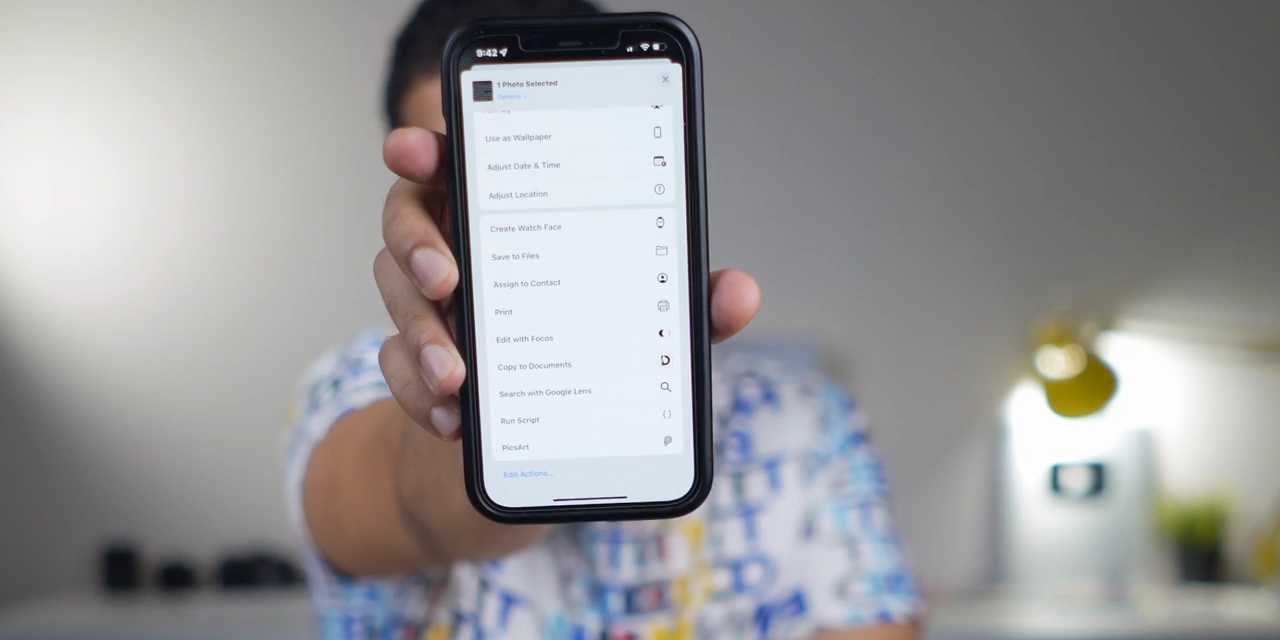 9:42
1 Photo Selected
Options >
Use as Wallpaper
Adjust Date & Time
Adjust Location
Create Watch Face
Save to Files
Assign to Contact
Print
Edit with Focos
Copy to Documents
Search with Google Lens
Run Script
PicsArt
Edit Actions...